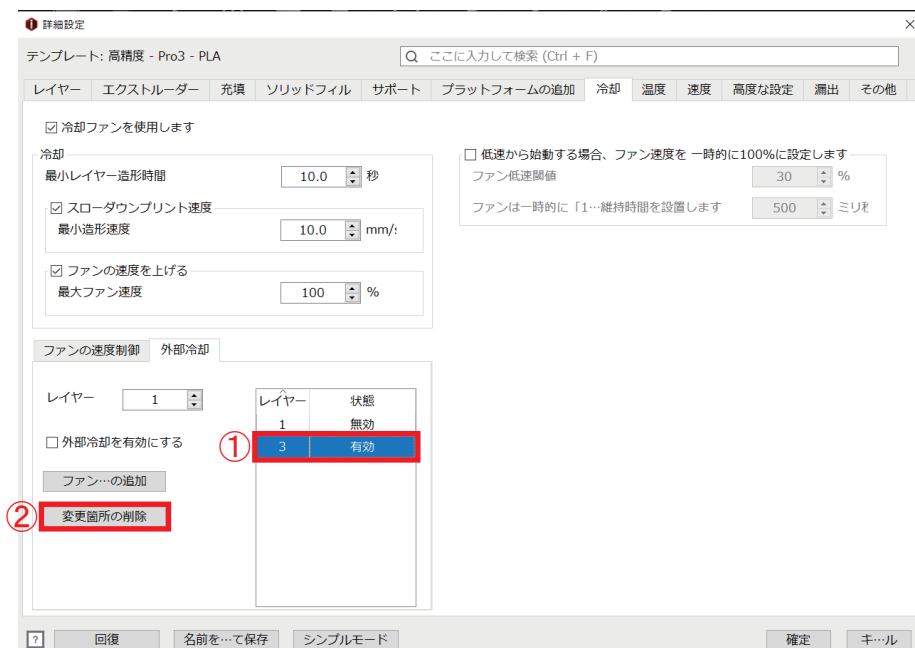 詳細設定
テンプレート: 高精度 - Pro3 - PLA
ここに入力して検索 (Ctrl + F)
レイヤー エクストルーダー 充填 ソリッドフィル サポート プラットフォームの追加 冷却 温度 速度 高度な設定 漏出 その他
冷却ファンを使用します
冷却
最小レイヤー造形時間 10.0 秒
スローダウンプリント速度
最小造形速度 10.0 mm/s
ファンの速度を上げる
最大ファン速度 100 %
低速から始動する場合、ファン速度を 一時的に100%に設定します
ファン低速閾値 30 %
ファンは一時的に「1…維持時間を設置します 500 ミリ秒
ファンの速度制御 外部冷却
レイヤー 1
外部冷却を有効にする
ファン…の追加
② 変更箇所の削除
レイヤー 状態
1 無効
① 3 有効
? 回復 名前を…て保存 シンプルモード 確定 キ…ル